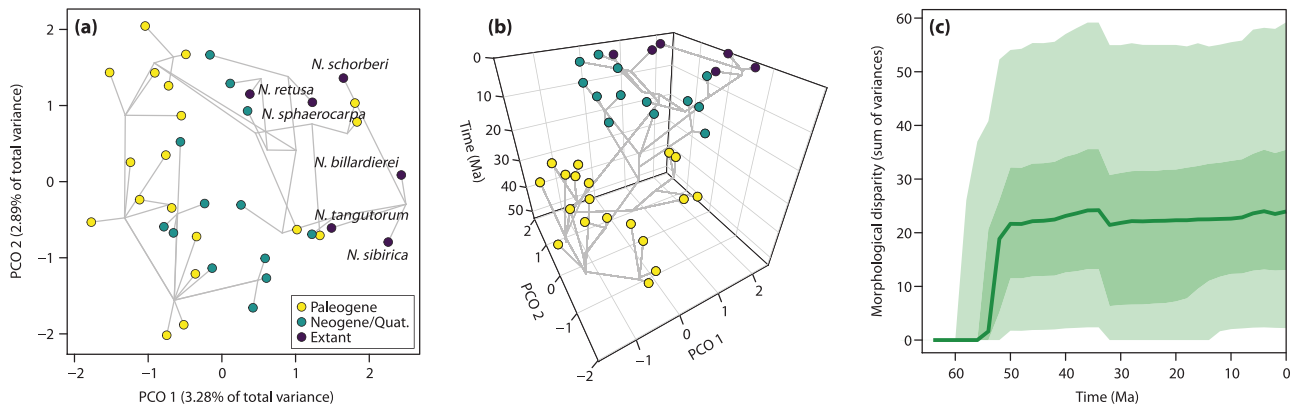 (a)
2
1
0
−1
−2
PCO 2 (2.89% of total variance)
N. schorberi
N. retusa
N. sphaerocarpa
N. billardierei
N. tangutorum
N. sibirica
Paleogene
Neogene/Quat.
Extant
−2 −1 0 1 2
PCO 1 (3.28% of total variance)
(b)
0
10
20
30
40
50
Time (Ma)
2
1
0
−1
−2
PCO 2
−1
0
1
2
PCO 1
(c)
60
50
40
30
20
10
0
Morphological disparity (sum of variances)
60 50 40 30 20 10 0
Time (Ma)